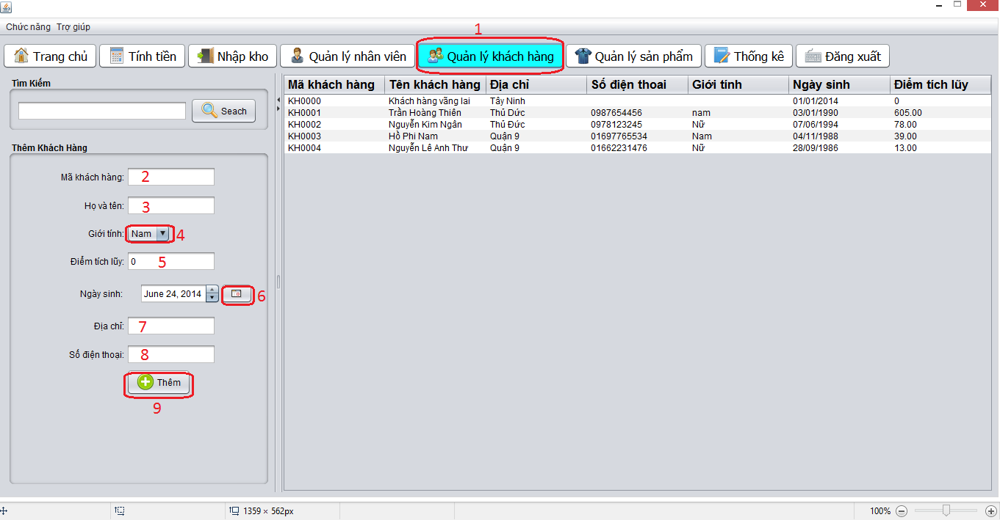 Chức năng Trợ giúp
1
Trang chủ Tính tiền Nhập kho Quản lý nhân viên Quản lý khách hàng Quản lý sản phẩm Thống kê Đăng xuất
Tìm Kiếm
Seach
Thêm Khách Hàng
Mã khách hàng: 2
Họ và tên: 3
Giới tính: Nam 4
Điểm tích lũy: 0 5
Ngày sinh: June 24, 2014 6
Địa chỉ: 7
Số điện thoại: 8
Thêm
9
Mã khách hàng Tên khách hàng Địa chỉ Số điện thoai Giới tính Ngày sinh Điểm tích lũy
KH0000 Khách hàng vãng lai Tây Ninh 01/01/2014 0
KH0001 Trần Hoàng Thiên Thủ Dức 0987654456 nam 03/01/1990 605.00
KH0002 Nguyễn Kim Ngân Thủ Đức 0978123245 Nữ 07/06/1994 78.00
KH0003 Hồ Phi Nam Quận 9 01697765534 Nam 04/11/1988 39.00
KH0004 Nguyễn Lê Anh Thư Quận 9 01662231476 Nữ 28/09/1986 13.00
1359 × 562px 100%